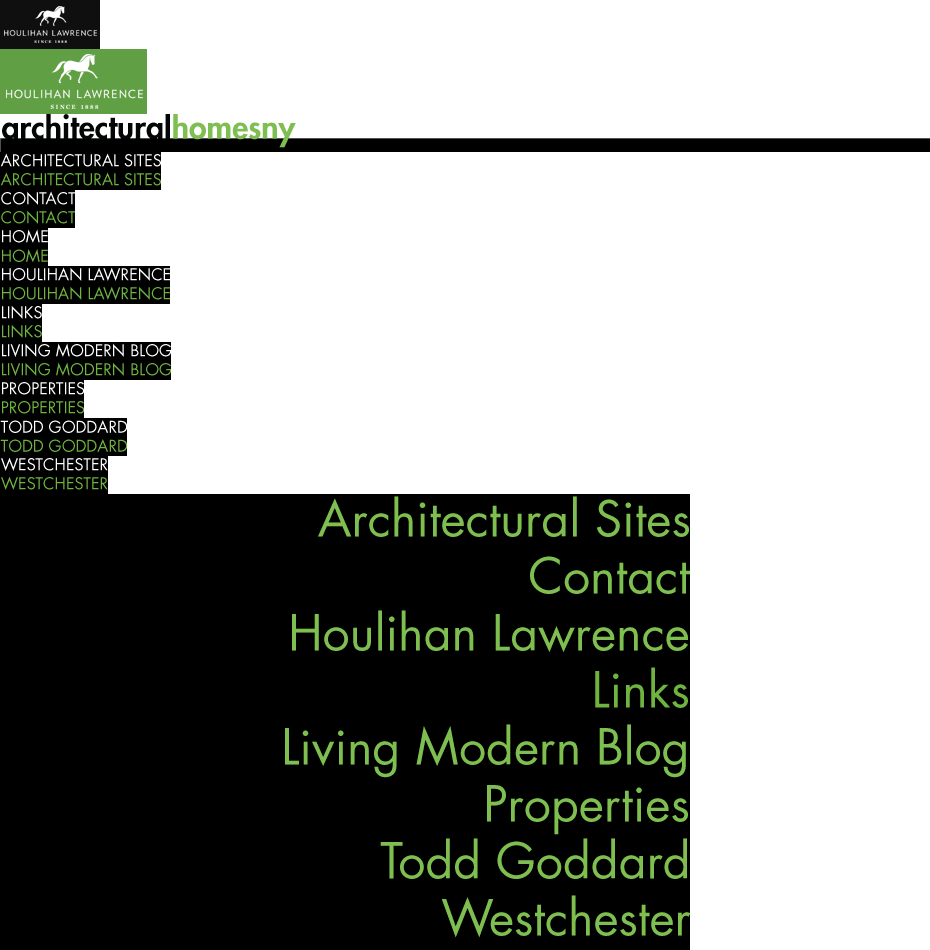 HOULIHAN LAWRENCE
SINCE 1888
HOULIHAN LAWRENCE
SINCE 1888
architecturalhomesny
ARCHITECTURAL SITES
ARCHITECTURAL SITES
CONTACT
CONTACT
HOME
HOME
HOULIHAN LAWRENCE
HOULIHAN LAWRENCE
LINKS
LINKS
LIVING MODERN BLOG
LIVING MODERN BLOG
PROPERTIES
PROPERTIES
TODD GODDARD
TODD GODDARD
WESTCHESTER
WESTCHESTER
Architectural Sites
Contact
Houlihan Lawrence
Links
Living Modern Blog
Properties
Todd Goddard
Westchester